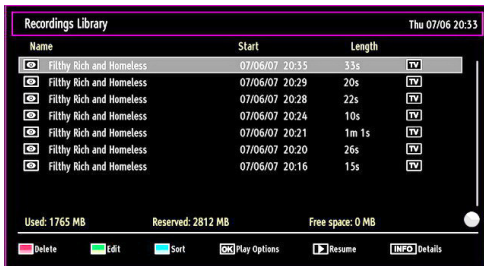 Recordings Library Thu 07/06 20:33
Name Start Length
Filthy Rich and Homeless 07/06/07 20:35 33s TV
Filthy Rich and Homeless 07/06/07 20:29 20s TV
Filthy Rich and Homeless 07/06/07 20:28 22s TV
Filthy Rich and Homeless 07/06/07 20:24 10s TV
Filthy Rich and Homeless 07/06/07 20:21 1m 1s TV
Filthy Rich and Homeless 07/06/07 20:20 26s TV
Filthy Rich and Homeless 07/06/07 20:16 15s TV
Used: 1765 MB Reserved: 2812 MB Free space: 0 MB
Delete Edit Sort OK Play Options Resume INFO Details